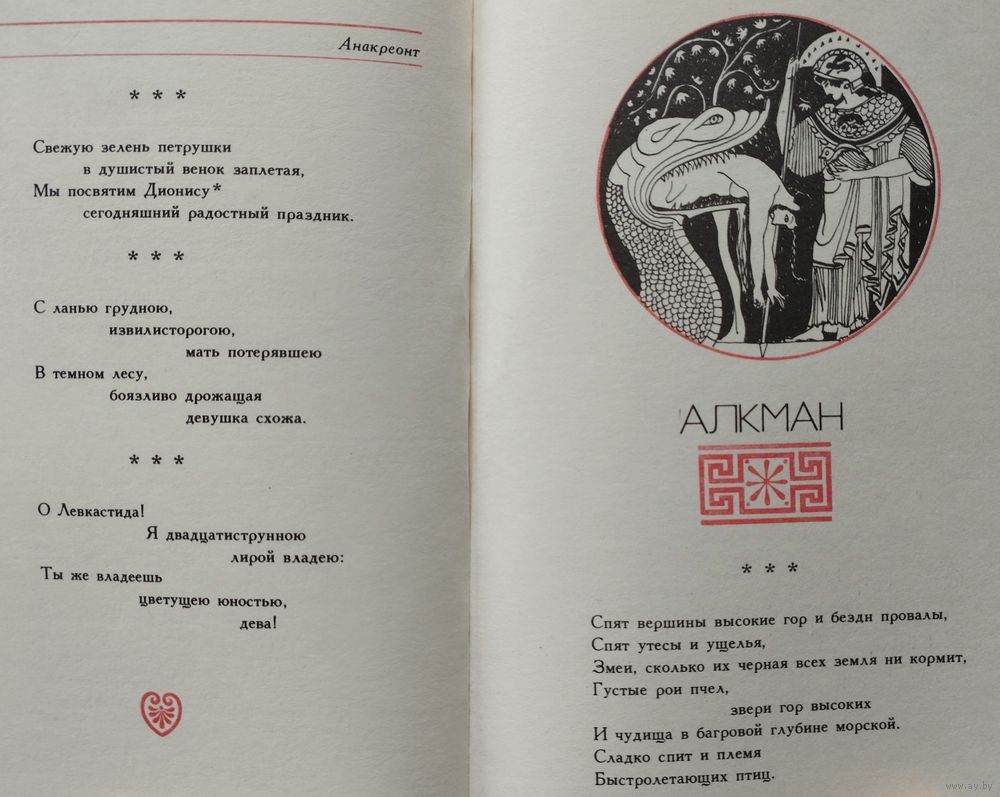 Анакреонт
* * *
Свежую зелень петрушки
в душистый венок заплетая,
Мы посвятим Дионису*
сегодняшний радостный праздник.
* * *
С ланью грудною,
извилисторогою,
мать потерявшею
В темном лесу,
боязливо дрожащая
девушка схожа.
* * *
О Левкастида!
Я двадцатиструнною
лирой владею:
Ты же владеешь
цветущею юностью,
дева!
АЛКМАН
* * *
Спят вершины высокие гор и бездн провалы,
Спят утесы и ущелья,
Змеи, сколько их черная всех земля ни кормит,
Густые рои пчел,
звери гор высоких
И чудища в багровой глубине морской.
Сладко спит и племя
Быстролетающих птиц.
www.ay.by